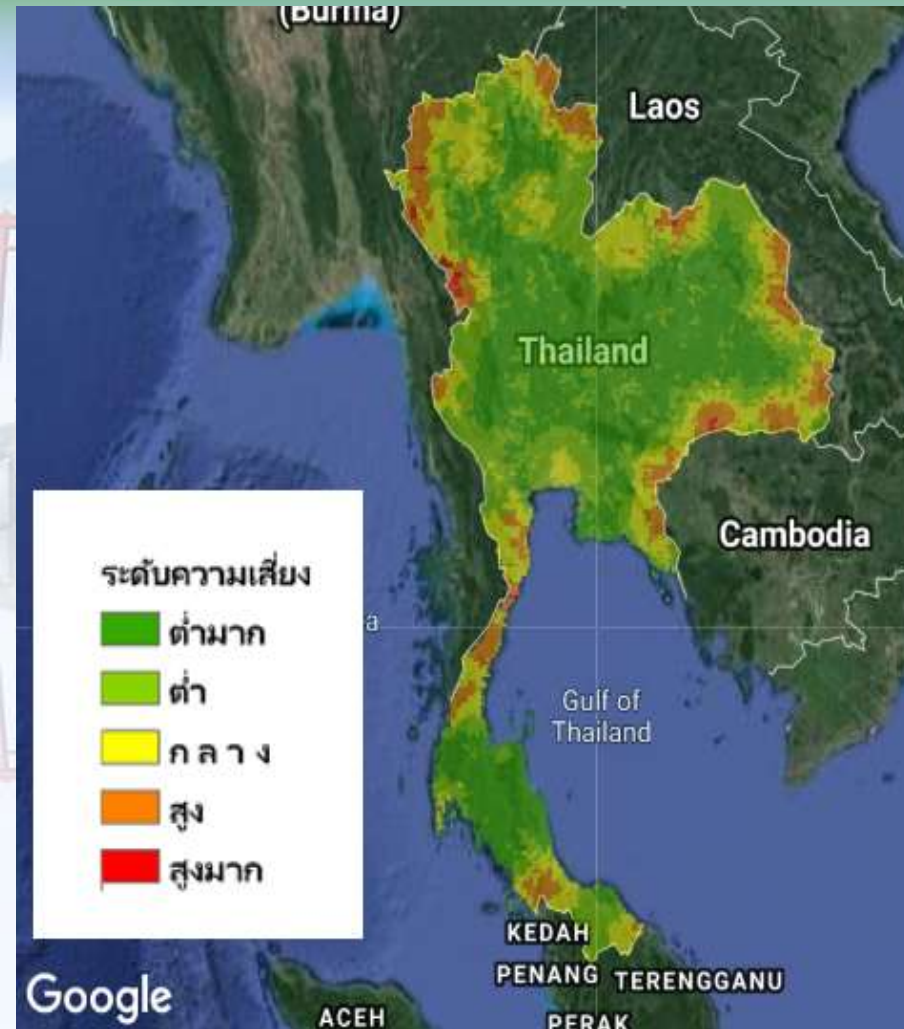 (Burma)
Laos
Thailand
Cambodia
ระดับความเสี่ยง
ต่ำมาก
ต่ำ
ก ล า ง
สูง
สูงมาก
a
Gulf of
Thailand
KEDAH
PENANG
TERENGGANU
Google
ACEH
PERAK